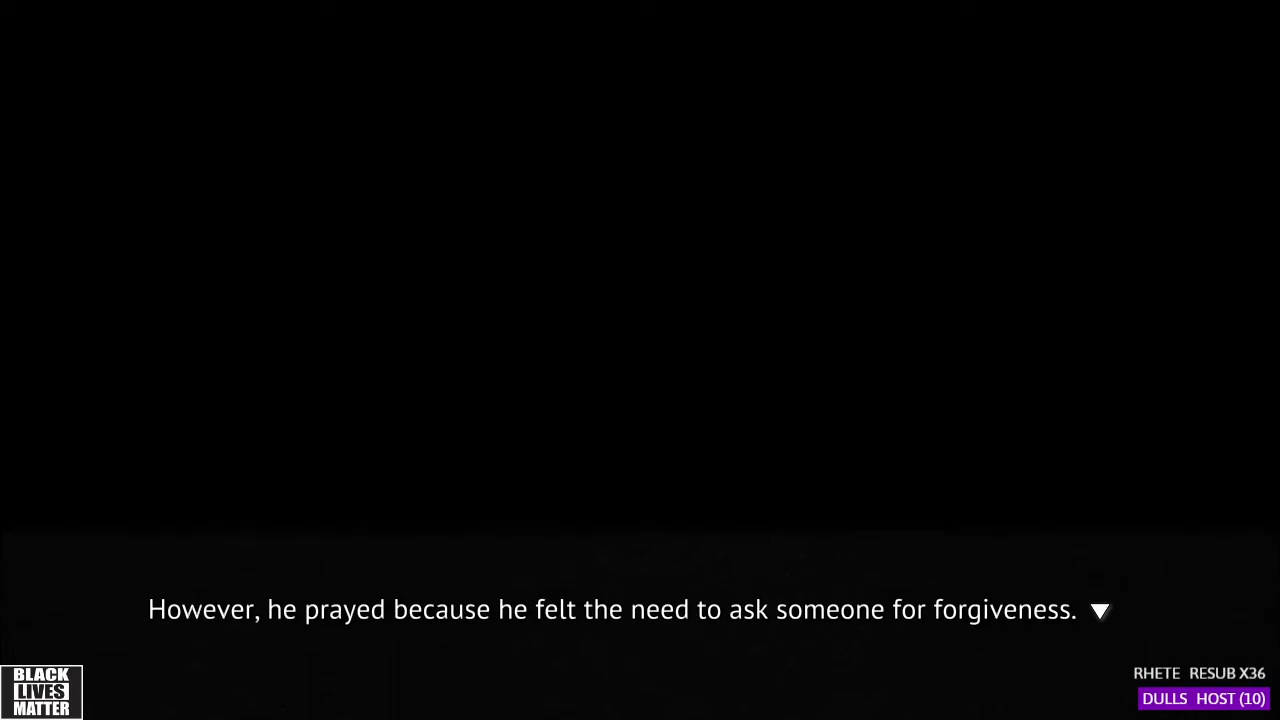 However, he prayed because he felt the need to ask someone for forgiveness.
BLACK
LIVES
MATTER
RHETE RESUB X36
DULLS HOST (10)